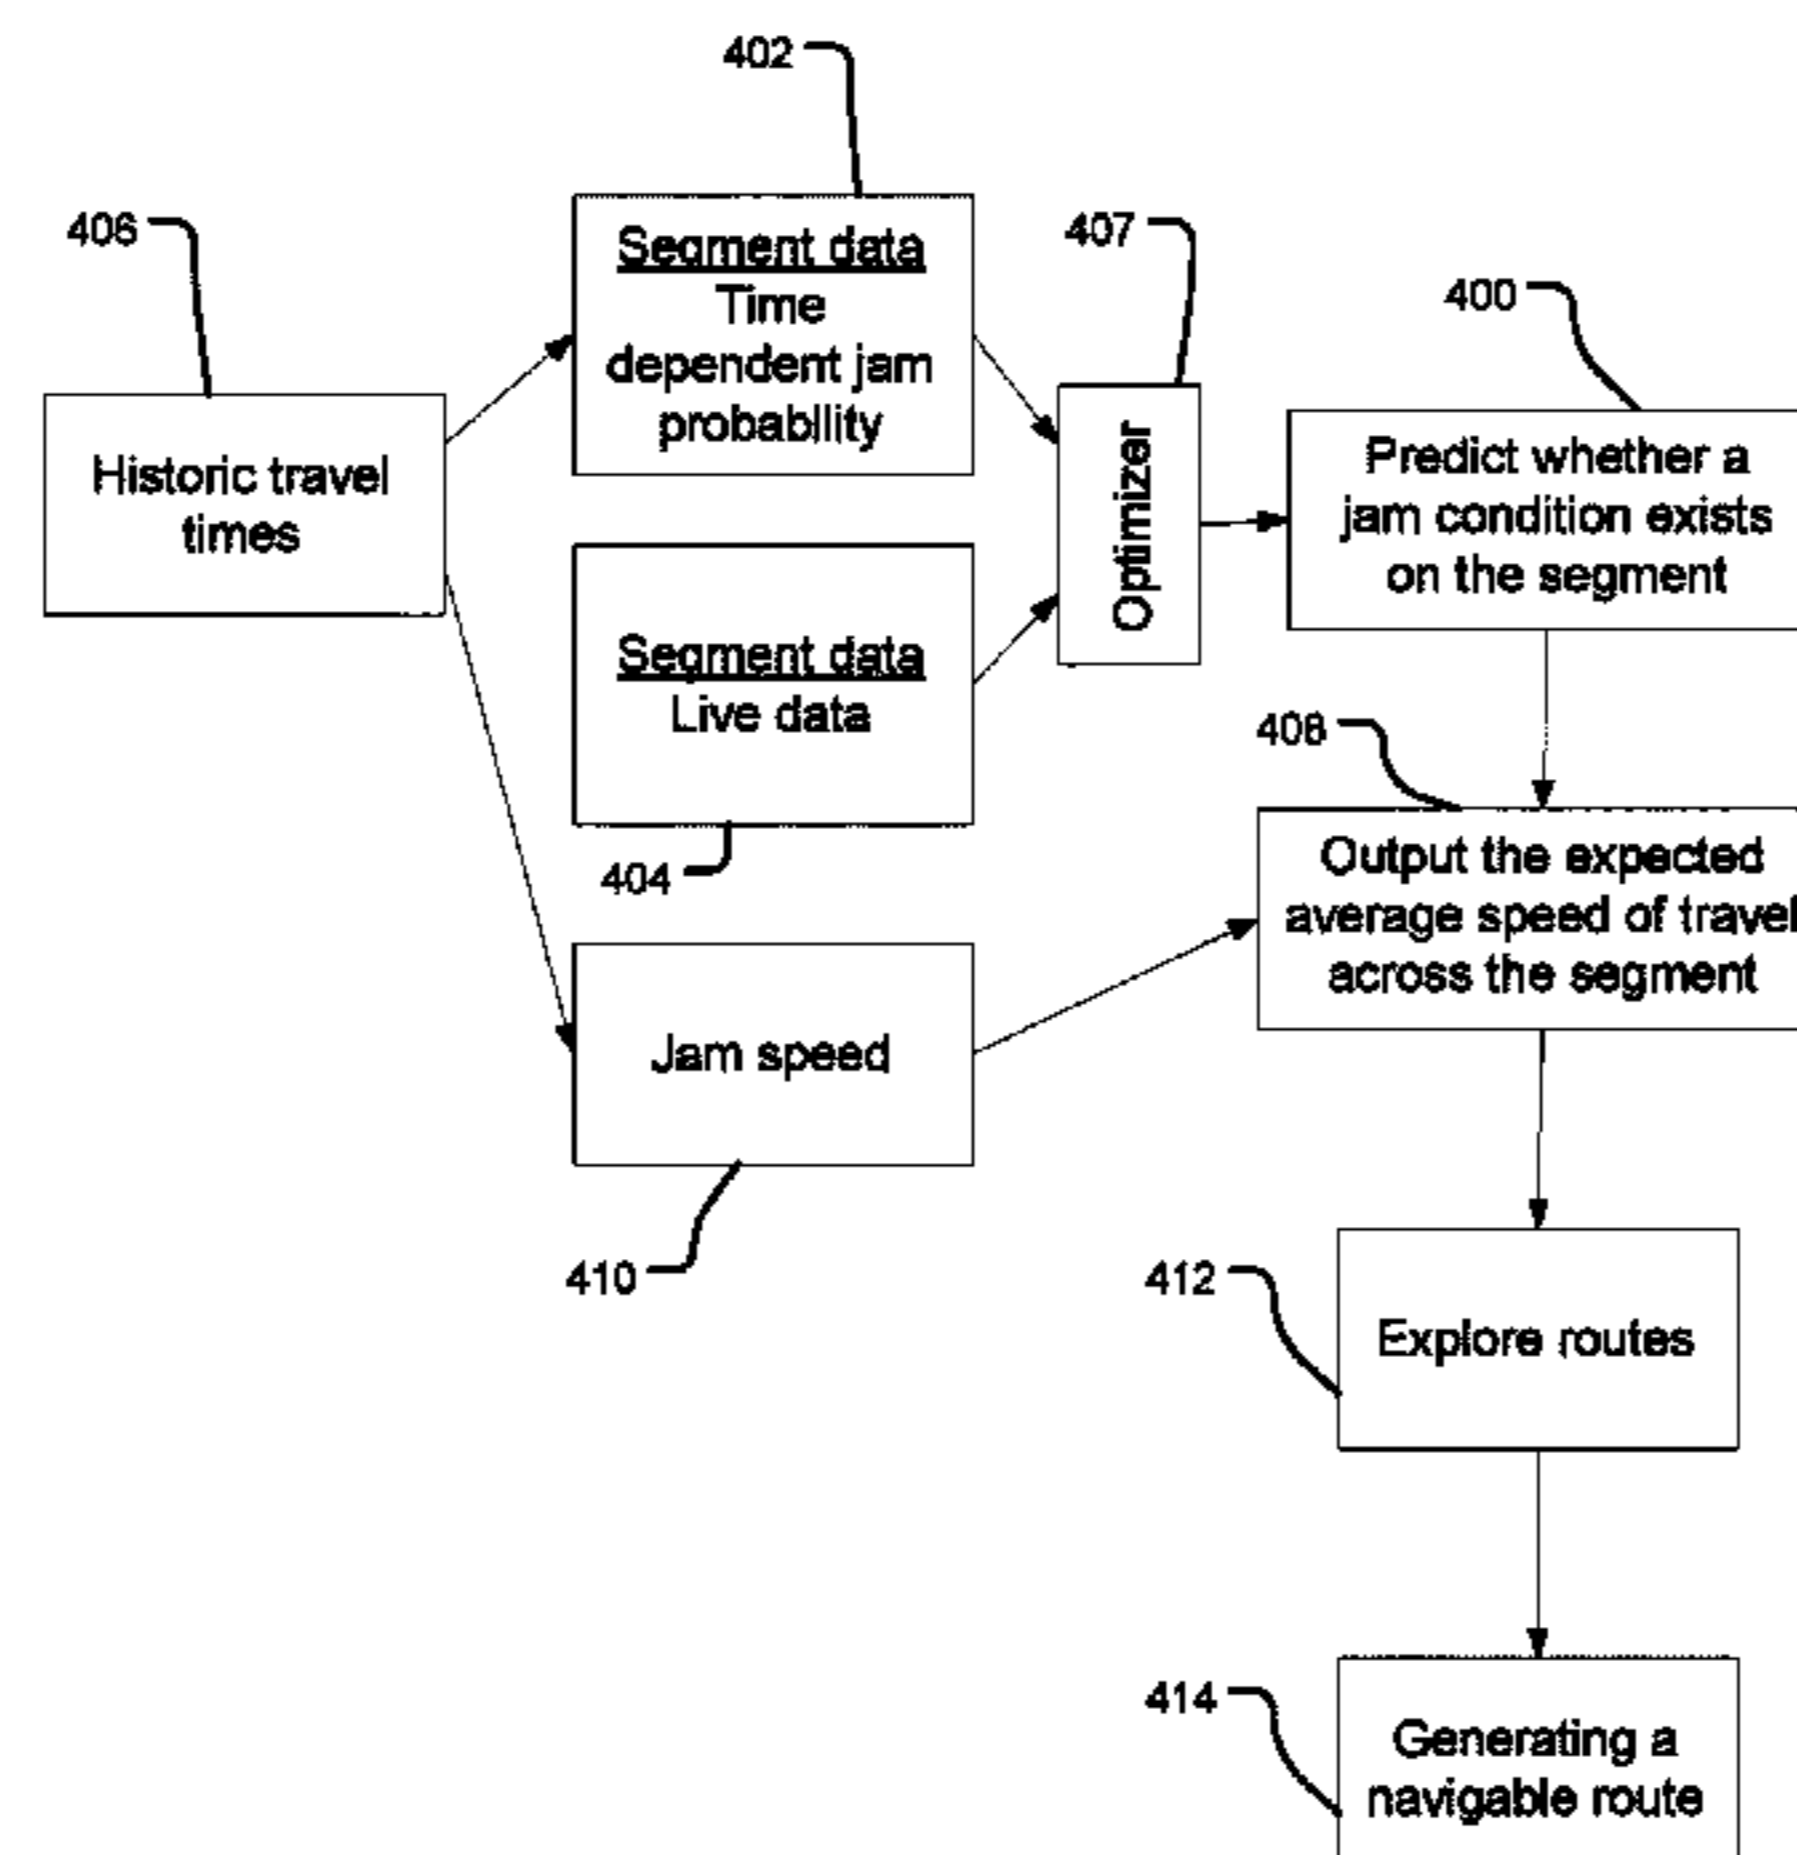 402
406
Segment data
Time
dependent jam
probability
407
400
Historic travel
times
Optimizer
Predict whether a
jam condition exists
on the segment
Segment data
Live data
404
408
Output the expected
average speed of travel
across the segment
Jam speed
410
412
Explore routes
414
Generating a
navigable route